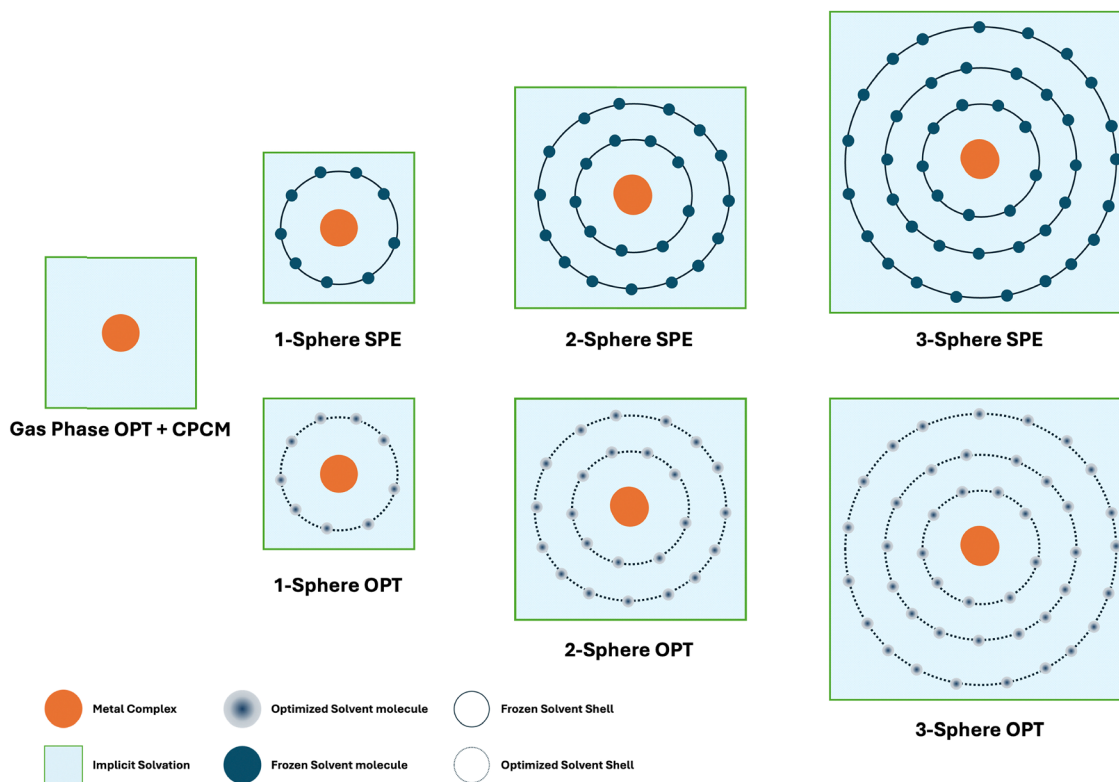 1-Sphere SPE
2-Sphere SPE
3-Sphere SPE
Gas Phase OPT + CPCM
1-Sphere OPT
2-Sphere OPT
3-Sphere OPT
Metal Complex
Optimized Solvent molecule
Frozen Solvent Shell
Implicit Solvation
Frozen Solvent molecule
Optimized Solvent Shell